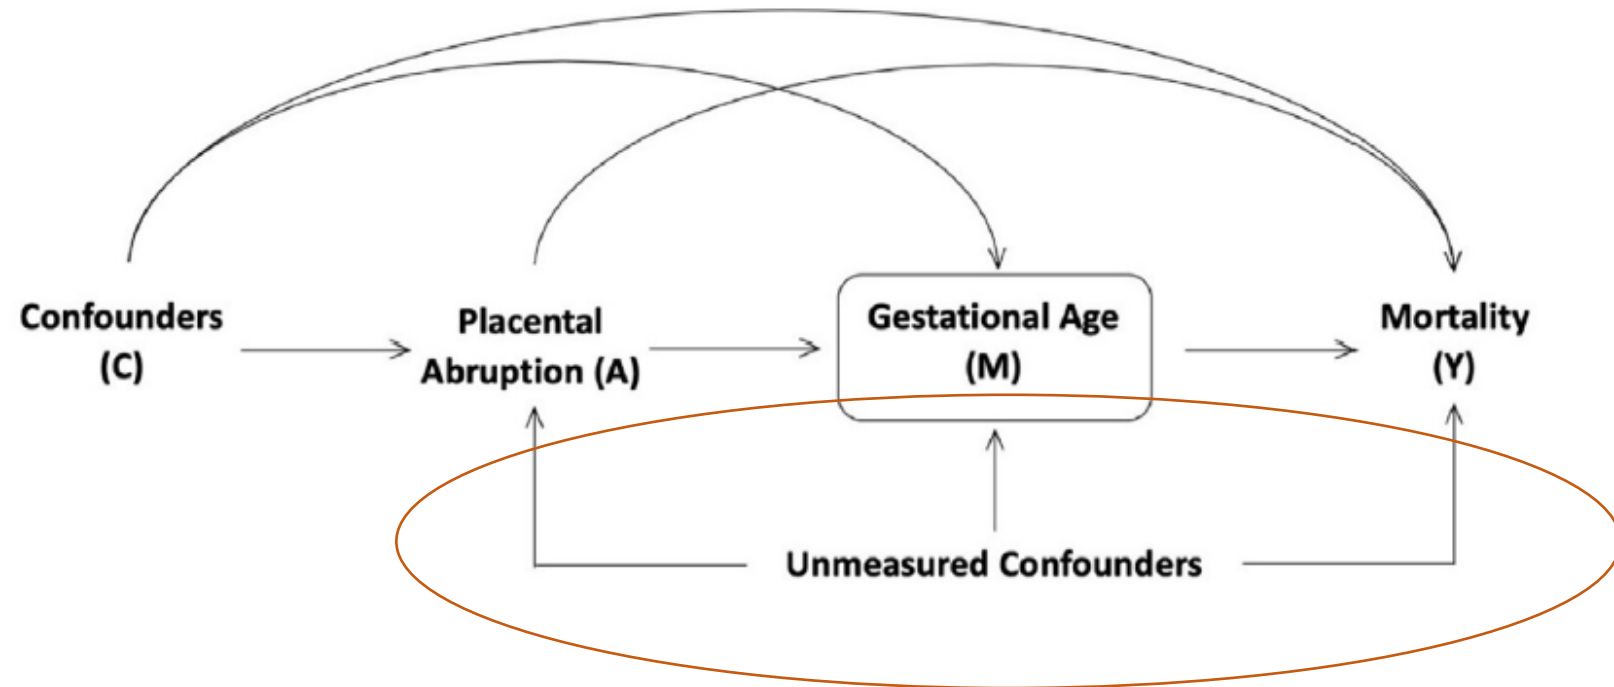 Confounders
(C)
Placental
Abruption (A)
Gestational Age
(M)
Mortality
(Y)
Unmeasured Confounders